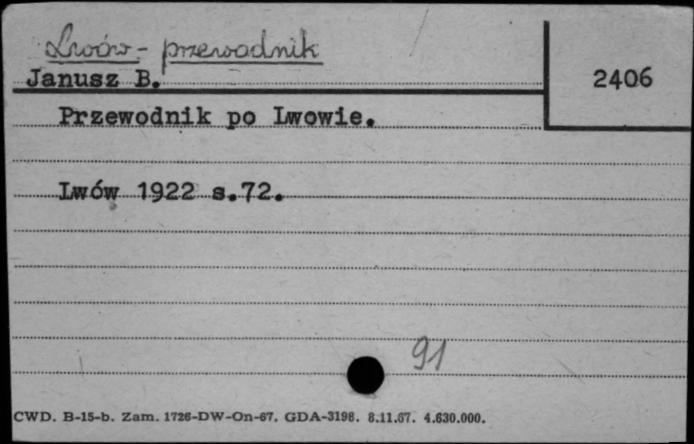 Lwów - przewodnik
Janusz B.
2406
Przewodnik po Lwowie.
Lwów 1922 s.72.
91
CWD. B-15-b. Zam. 1726-DW-On-67. GDA-3198. 8.11.67. 4.630.000.